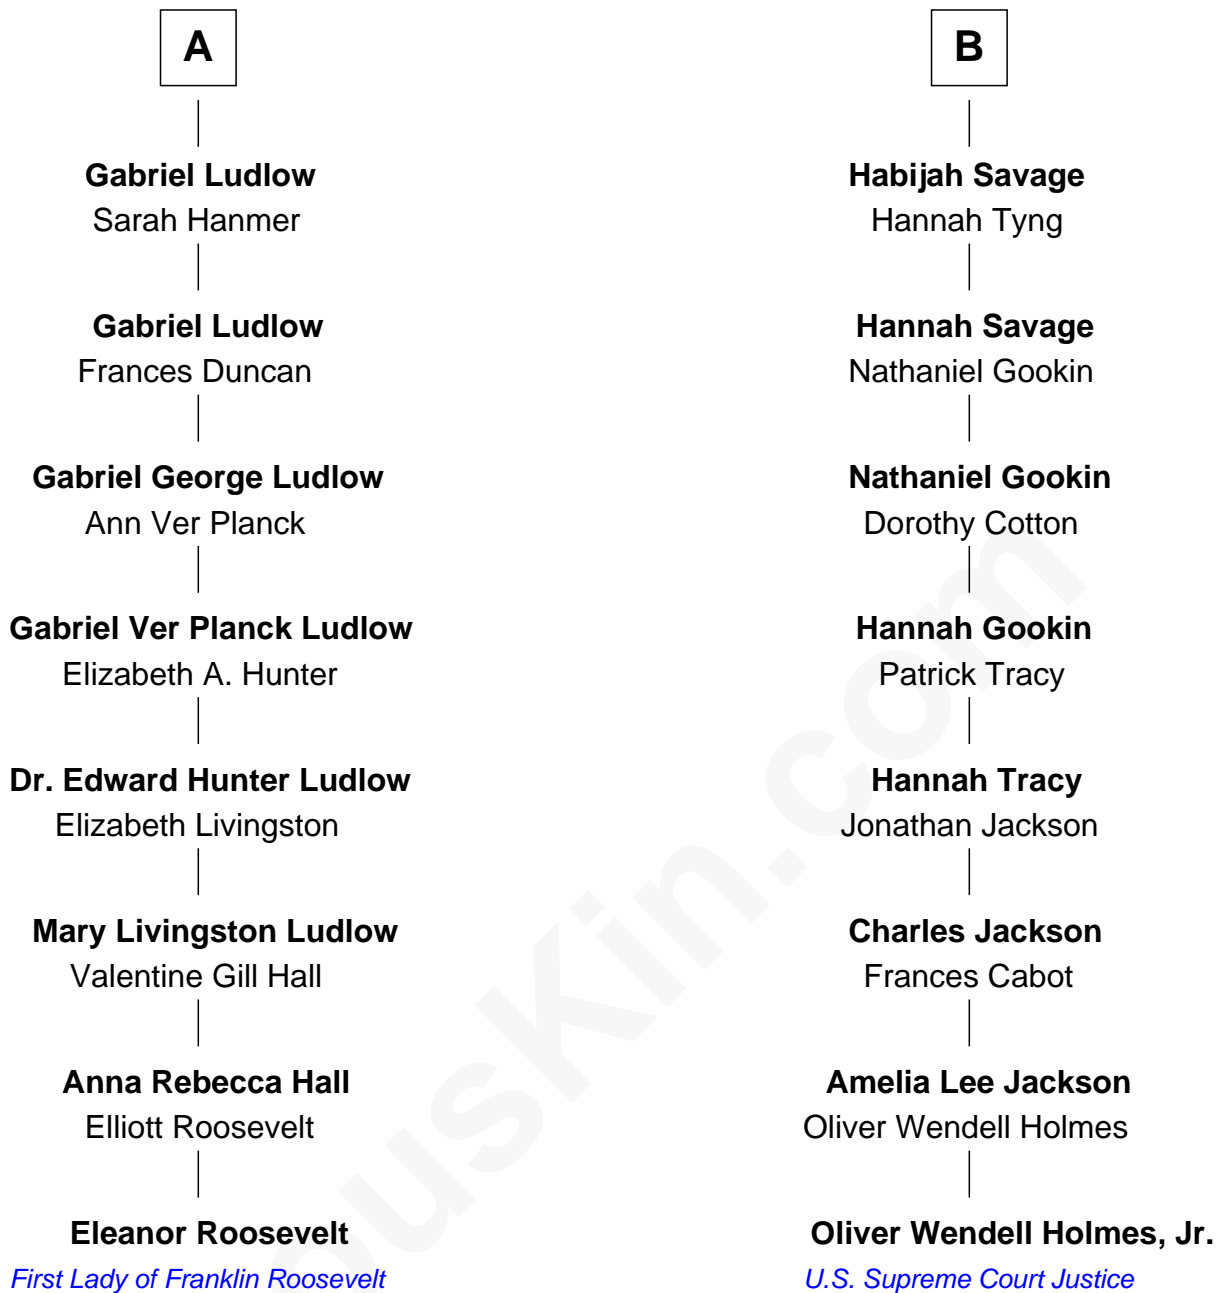 A
Gabriel Ludlow
Sarah Hanmer
Gabriel Ludlow
Frances Duncan
Gabriel George Ludlow
Ann Ver Planck
Gabriel Ver Planck Ludlow
Elizabeth A. Hunter
Dr. Edward Hunter Ludlow
Elizabeth Livingston
Mary Livingston Ludlow
Valentine Gill Hall
Anna Rebecca Hall
Elliott Roosevelt
Eleanor Roosevelt
First Lady of Franklin Roosevelt
B
Habijah Savage
Hannah Tyng
Hannah Savage
Nathaniel Gookin
Nathaniel Gookin
Dorothy Cotton
Hannah Gookin
Patrick Tracy
Hannah Tracy
Jonathan Jackson
Charles Jackson
Frances Cabot
Amelia Lee Jackson
Oliver Wendell Holmes
Oliver Wendell Holmes, Jr.
U.S. Supreme Court Justice
ousKin.com